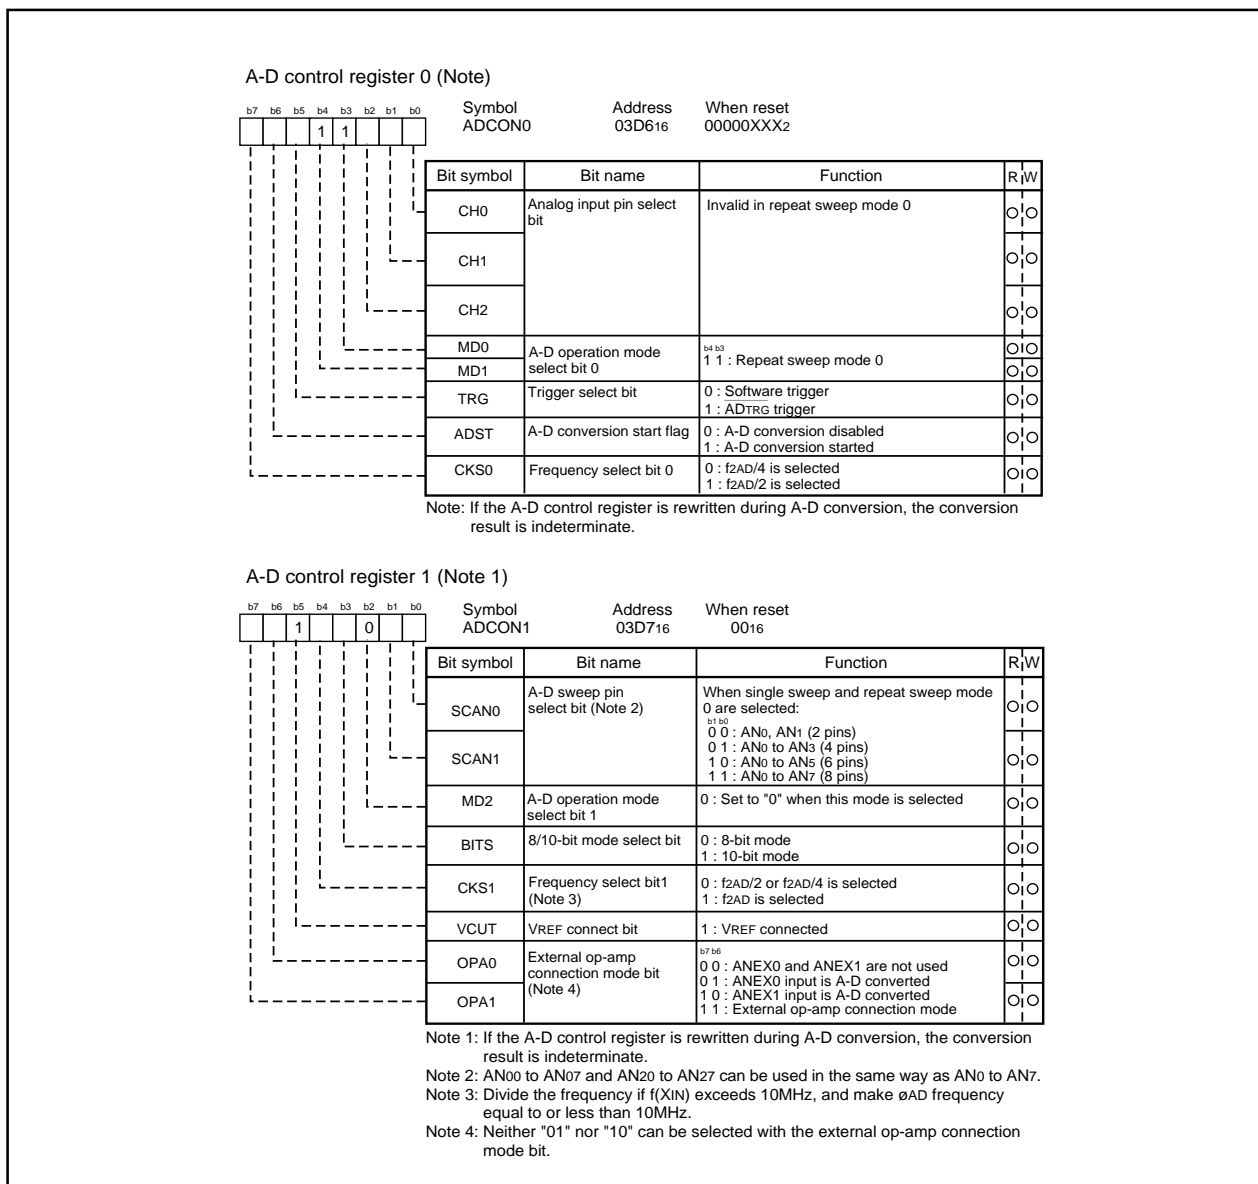 A-D control register 0 (Note)
b7 b6 b5 b4 b3 b2 b1 b0
1 1
Symbol Address When reset
ADCON0 03D616 00000XXX2
Bit symbol Bit name Function R W
CH0 Analog input pin select bit Invalid in repeat sweep mode 0
CH1
CH2
MD0 A-D operation mode select bit 0 b4 b3
MD1 1 1 : Repeat sweep mode 0
TRG Trigger select bit 0 : Software trigger
1 : ADTRG trigger
ADST A-D conversion start flag 0 : A-D conversion disabled
1 : A-D conversion started
CKS0 Frequency select bit 0 0 : f2AD/4 is selected
1 : f2AD/2 is selected
Note: If the A-D control register is rewritten during A-D conversion, the conversion
result is indeterminate.
A-D control register 1 (Note 1)
b7 b6 b5 b4 b3 b2 b1 b0
1 0
Symbol Address When reset
ADCON1 03D716 0016
Bit symbol Bit name Function R W
SCAN0 A-D sweep pin select bit (Note 2) When single sweep and repeat sweep mode
0 are selected:
b1 b0
0 0 : AN0, AN1 (2 pins)
SCAN1 0 1 : AN0 to AN3 (4 pins)
1 0 : AN0 to AN5 (6 pins)
1 1 : AN0 to AN7 (8 pins)
MD2 A-D operation mode select bit 1 0 : Set to "0" when this mode is selected
BITS 8/10-bit mode select bit 0 : 8-bit mode
1 : 10-bit mode
CKS1 Frequency select bit1 (Note 3) 0 : f2AD/2 or f2AD/4 is selected
1 : f2AD is selected
VCUT VREF connect bit 1 : VREF connected
OPA0 External op-amp connection mode bit (Note 4) b7 b6
0 0 : ANEX0 and ANEX1 are not used
0 1 : ANEX0 input is A-D converted
OPA1 1 0 : ANEX1 input is A-D converted
1 1 : External op-amp connection mode
Note 1: If the A-D control register is rewritten during A-D conversion, the conversion
result is indeterminate.
Note 2: AN00 to AN07 and AN20 to AN27 can be used in the same way as AN0 to AN7.
Note 3: Divide the frequency if f(XIN) exceeds 10MHz, and make øAD frequency
equal to or less than 10MHz.
Note 4: Neither "01" nor "10" can be selected with the external op-amp connection
mode bit.